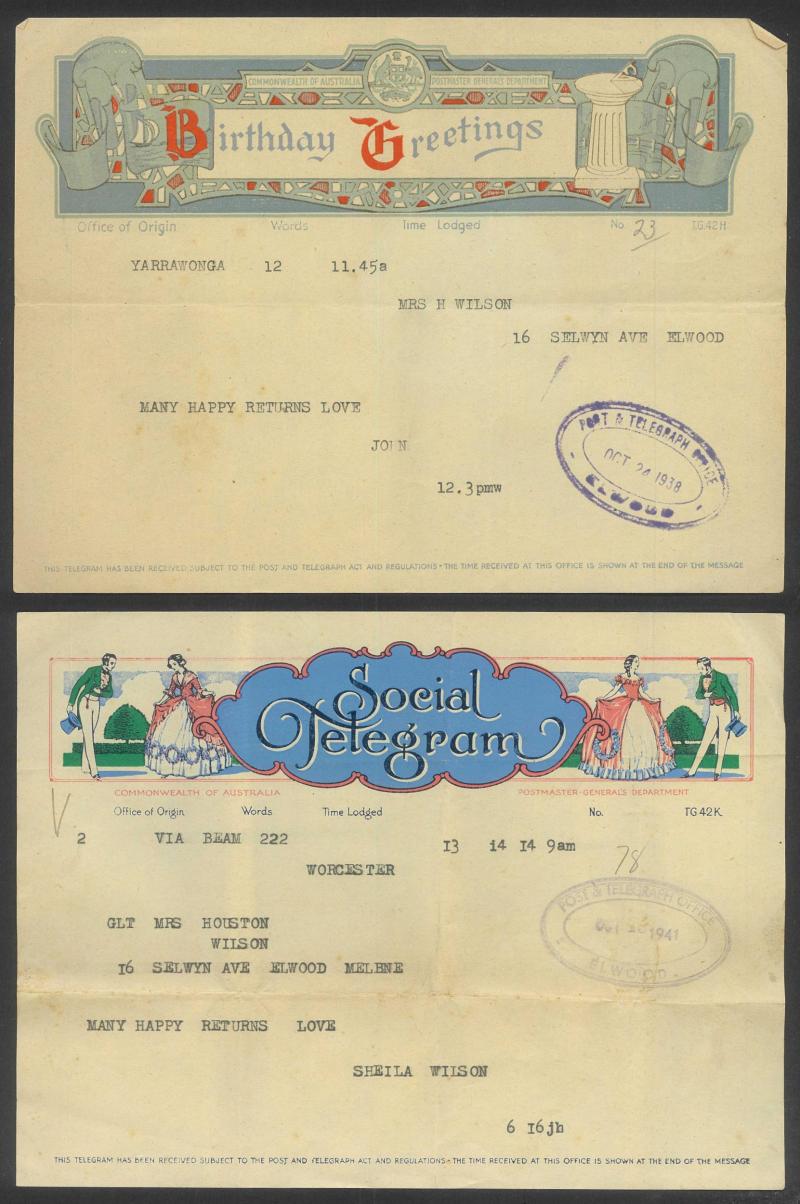 COMMONWEALTH OF AUSTRALIA POSTMASTER GENERAL'S DEPARTMENT
Birthday Greetings
Office of Origin Words Time Lodged No. 23 T.G.42H
YARRAWONGA 12 11.45a
MRS H WILSON
16 SELWYN AVE ELWOOD
MANY HAPPY RETURNS LOVE
JOHN
12.3pmw
POST & TELEGRAPH OFFICE
OCT 24 1938
ELWOOD
THIS TELEGRAM HAS BEEN RECEIVED SUBJECT TO THE POST AND TELEGRAPH ACT AND REGULATIONS • THE TIME RECEIVED AT THIS OFFICE IS SHOWN AT THE END OF THE MESSAGE
Social
Telegram
COMMONWEALTH OF AUSTRALIA POSTMASTER-GENERAL'S DEPARTMENT
Office of Origin Words Time Lodged No. T.G.42K.
2 VIA BEAM 222 13 14 14 9am
78
WORCESTER
POST & TELEGRAPH OFFICE
OCT 1941
ELWOOD
GLT MRS HOUSTON
WILSON
16 SELWYN AVE ELWOOD MELBNE
MANY HAPPY RETURNS LOVE
SHEILA WILSON
6 16jh
THIS TELEGRAM HAS BEEN RECEIVED SUBJECT TO THE POST AND TELEGRAPH ACT AND REGULATIONS • THE TIME RECEIVED AT THIS OFFICE IS SHOWN AT THE END OF THE MESSAGE